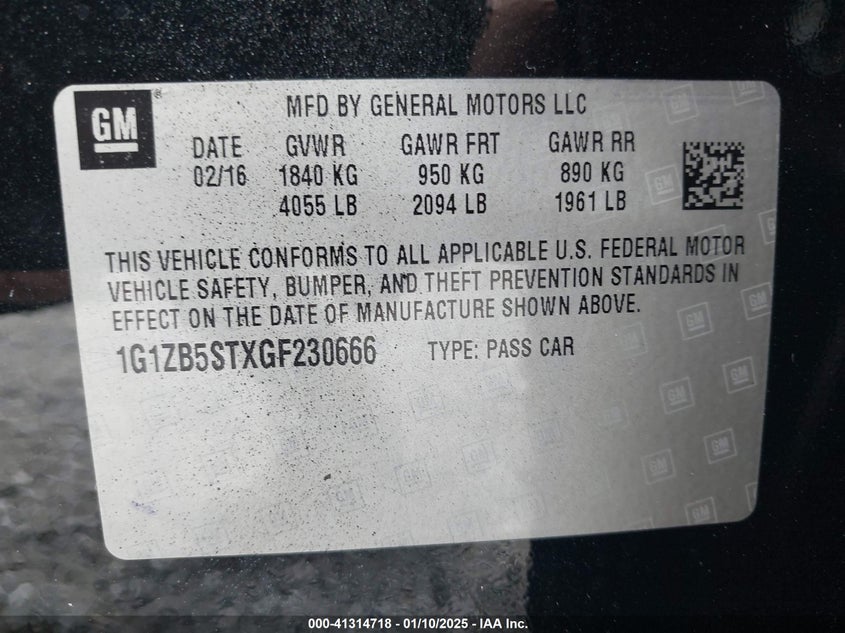 GM
MFD BY GENERAL MOTORS LLC
DATE GVWR GAWR FRT GAWR RR
02/16 1840 KG 950 KG 890 KG
4055 LB 2094 LB 1961 LB
THIS VEHICLE CONFORMS TO ALL APPLICABLE U.S. FEDERAL MOTOR
VEHICLE SAFETY, BUMPER, AND THEFT PREVENTION STANDARDS IN
EFFECT ON THE DATE OF MANUFACTURE SHOWN ABOVE.
1G1ZB5STXGF230666 TYPE: PASS CAR
000-41314718 - 01/10/2025 - IAA Inc.